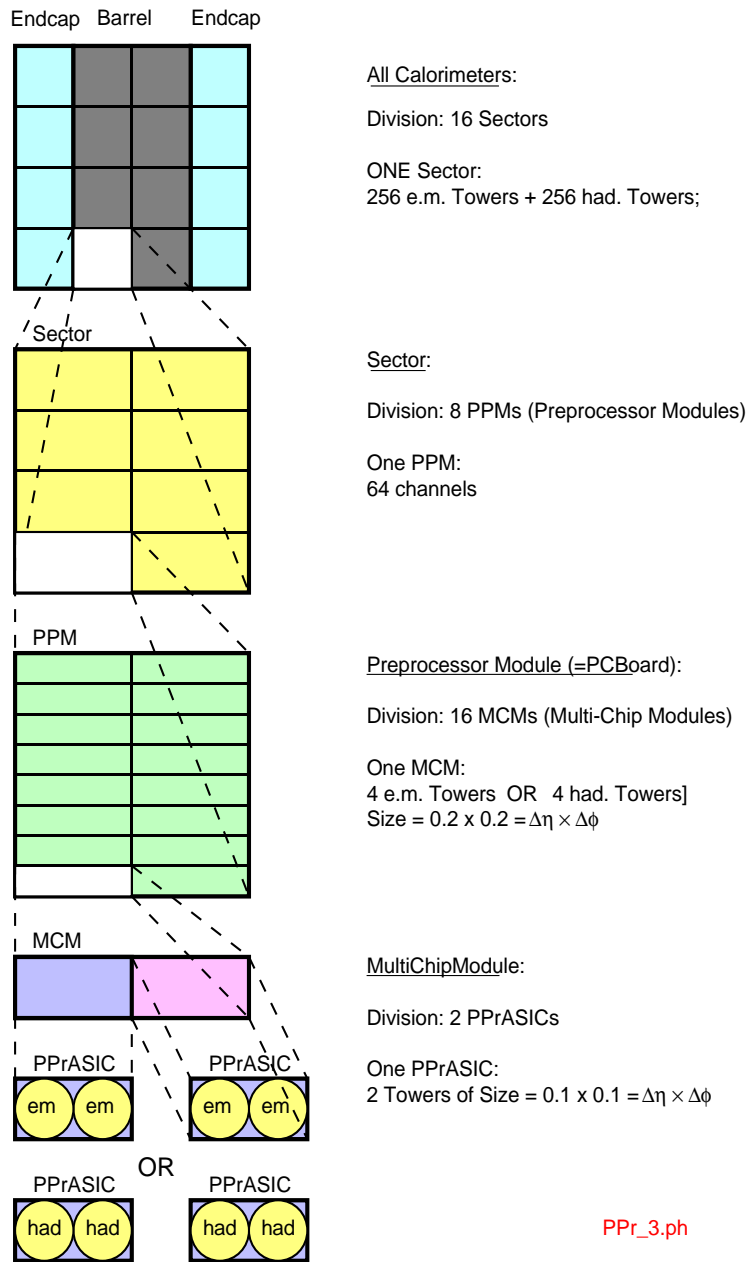 Endcap Barrel Endcap
All Calorimeters:
Division: 16 Sectors
ONE Sector:
256 e.m. Towers + 256 had. Towers;
Sector
Sector:
Division: 8 PPMs (Preprocessor Modules)
One PPM:
64 channels
PPM
Preprocessor Module (=PCBoard):
Division: 16 MCMs (Multi-Chip Modules)
One MCM:
4 e.m. Towers OR 4 had. Towers]
Size = 0.2 x 0.2 = Δη × Δϕ
MCM
MultiChipModule:
Division: 2 PPrASICs
One PPrASIC:
2 Towers of Size = 0.1 x 0.1 = Δη × Δϕ
PPrASIC PPrASIC
em em em em
OR
PPrASIC PPrASIC
had had had had
PPr_3.ph